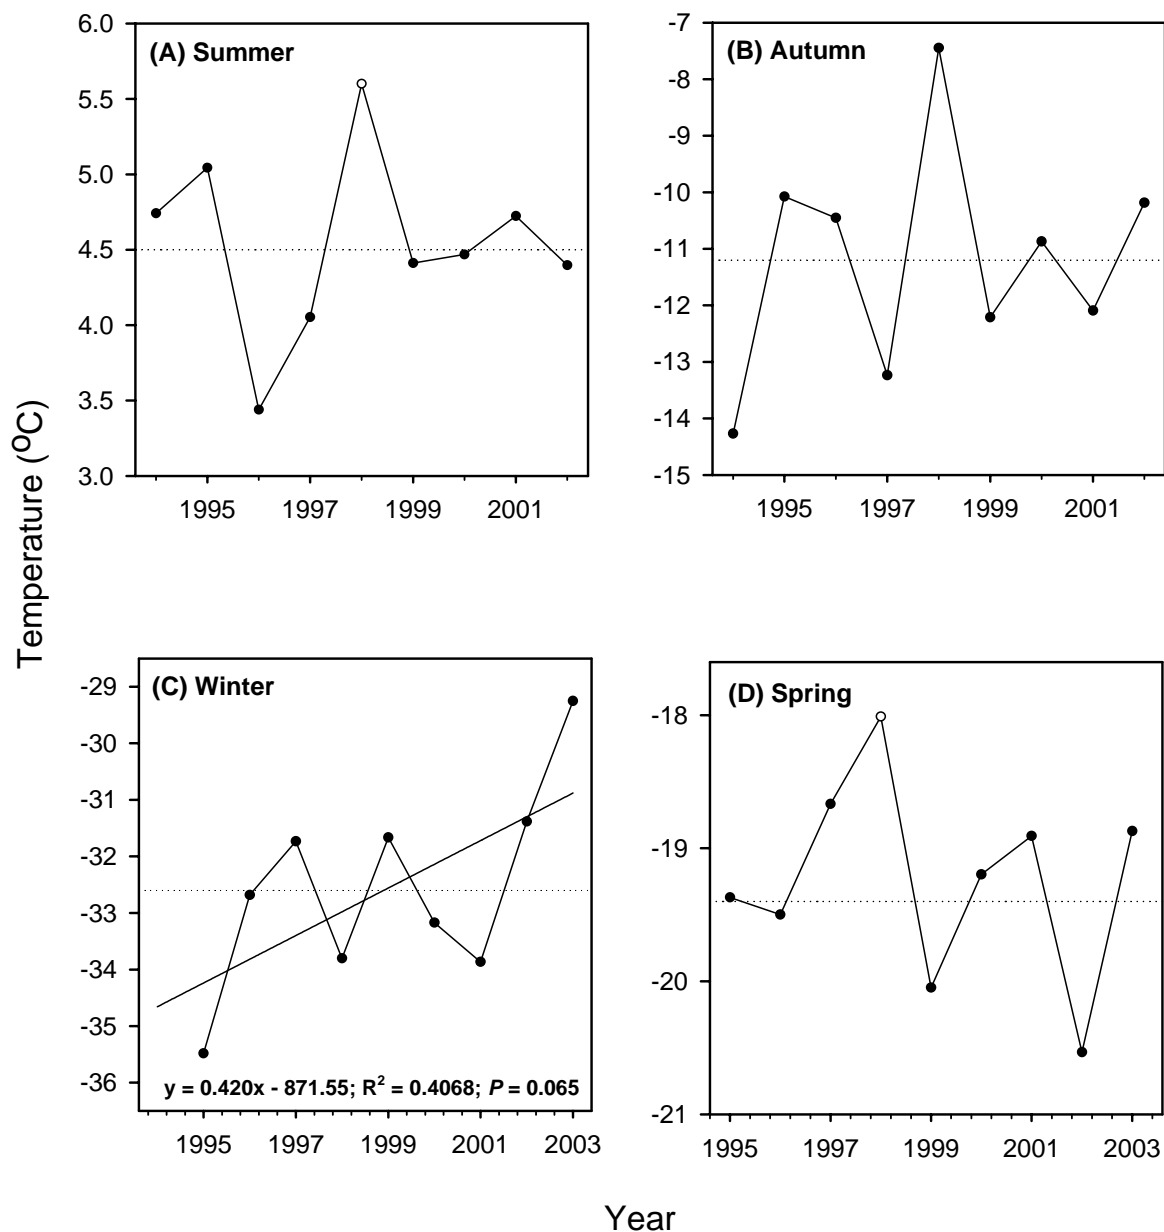 Temperature (°C)
(A) Summer
6.0
5.5
5.0
4.5
4.0
3.5
3.0
1995 1997 1999 2001
(B) Autumn
-7
-8
-9
-10
-11
-12
-13
-14
-15
1995 1997 1999 2001
(C) Winter
-29
-30
-31
-32
-33
-34
-35
-36
y = 0.420x - 871.55; R² = 0.4068; P = 0.065
1995 1997 1999 2001 2003
(D) Spring
-18
-19
-20
-21
1995 1997 1999 2001 2003
Year